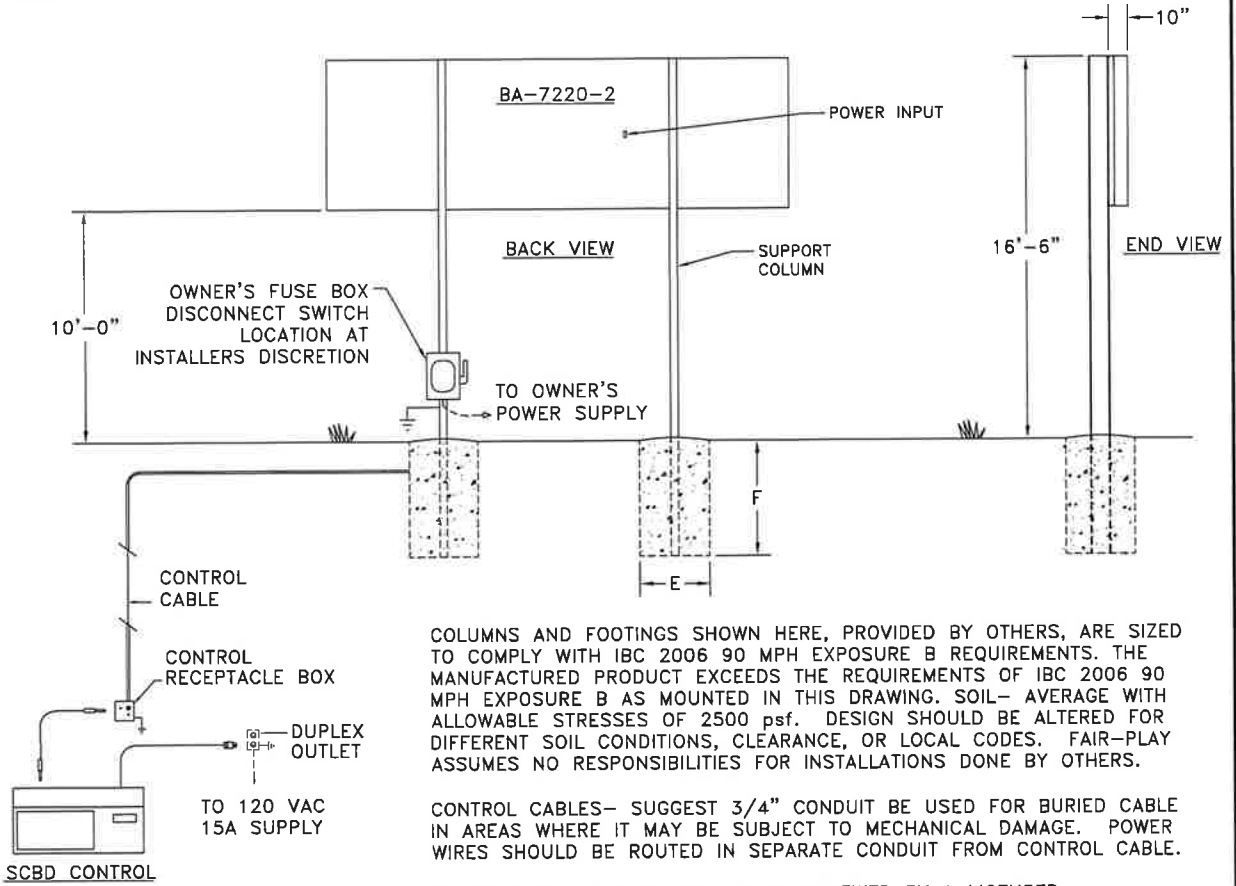 10"
BA-7220-2
POWER INPUT
BACK VIEW
SUPPORT
COLUMN
16'-6"
END VIEW
OWNER'S FUSE BOX
DISCONNECT SWITCH
LOCATION AT
INSTALLERS DISCRETION
10'-0"
TO OWNER'S
POWER SUPPLY
F
E
CONTROL
CABLE
CONTROL
RECEPTACLE BOX
DUPLEX
OUTLET
TO 120 VAC
15A SUPPLY
SCBD CONTROL
COLUMNS AND FOOTINGS SHOWN HERE, PROVIDED BY OTHERS, ARE SIZED
TO COMPLY WITH IBC 2006 90 MPH EXPOSURE B REQUIREMENTS. THE
MANUFACTURED PRODUCT EXCEEDS THE REQUIREMENTS OF IBC 2006 90
MPH EXPOSURE B AS MOUNTED IN THIS DRAWING. SOIL- AVERAGE WITH
ALLOWABLE STRESSES OF 2500 psf. DESIGN SHOULD BE ALTERED FOR
DIFFERENT SOIL CONDITIONS, CLEARANCE, OR LOCAL CODES. FAIR-PLAY
ASSUMES NO RESPONSIBILITIES FOR INSTALLATIONS DONE BY OTHERS.
CONTROL CABLES- SUGGEST 3/4" CONDUIT BE USED FOR BURIED CABLE
IN AREAS WHERE IT MAY BE SUBJECT TO MECHANICAL DAMAGE. POWER
WIRES SHOULD BE ROUTED IN SEPARATE CONDUIT FROM CONTROL CABLE.